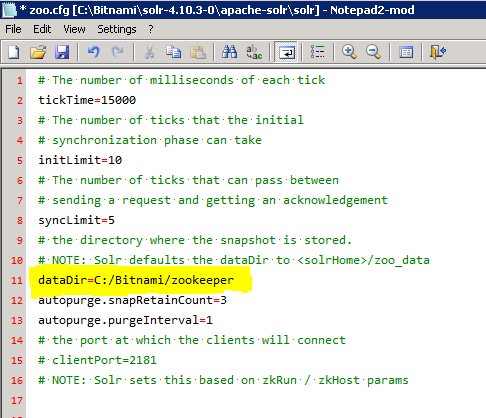 * zoo.cfg [C:\Bitnami\solr-4.10.3-0\apache-solr\solr] - Notepad2-mod
File Edit View Settings ?
1 # The number of milliseconds of each tick
2 tickTime=15000
3 # The number of ticks that the initial
4 # synchronization phase can take
5 initLimit=10
6 # The number of ticks that can pass between
7 # sending a request and getting an acknowledgement
8 syncLimit=5
9 # the directory where the snapshot is stored.
10 # NOTE: Solr defaults the dataDir to <solrHome>/zoo_data
11 dataDir=C:/Bitnami/zookeeper
12 autopurge.snapRetainCount=3
13 autopurge.purgeInterval=1
14 # the port at which the clients will connect
15 # clientPort=2181
16 # NOTE: Solr sets this based on zkRun / zkHost params